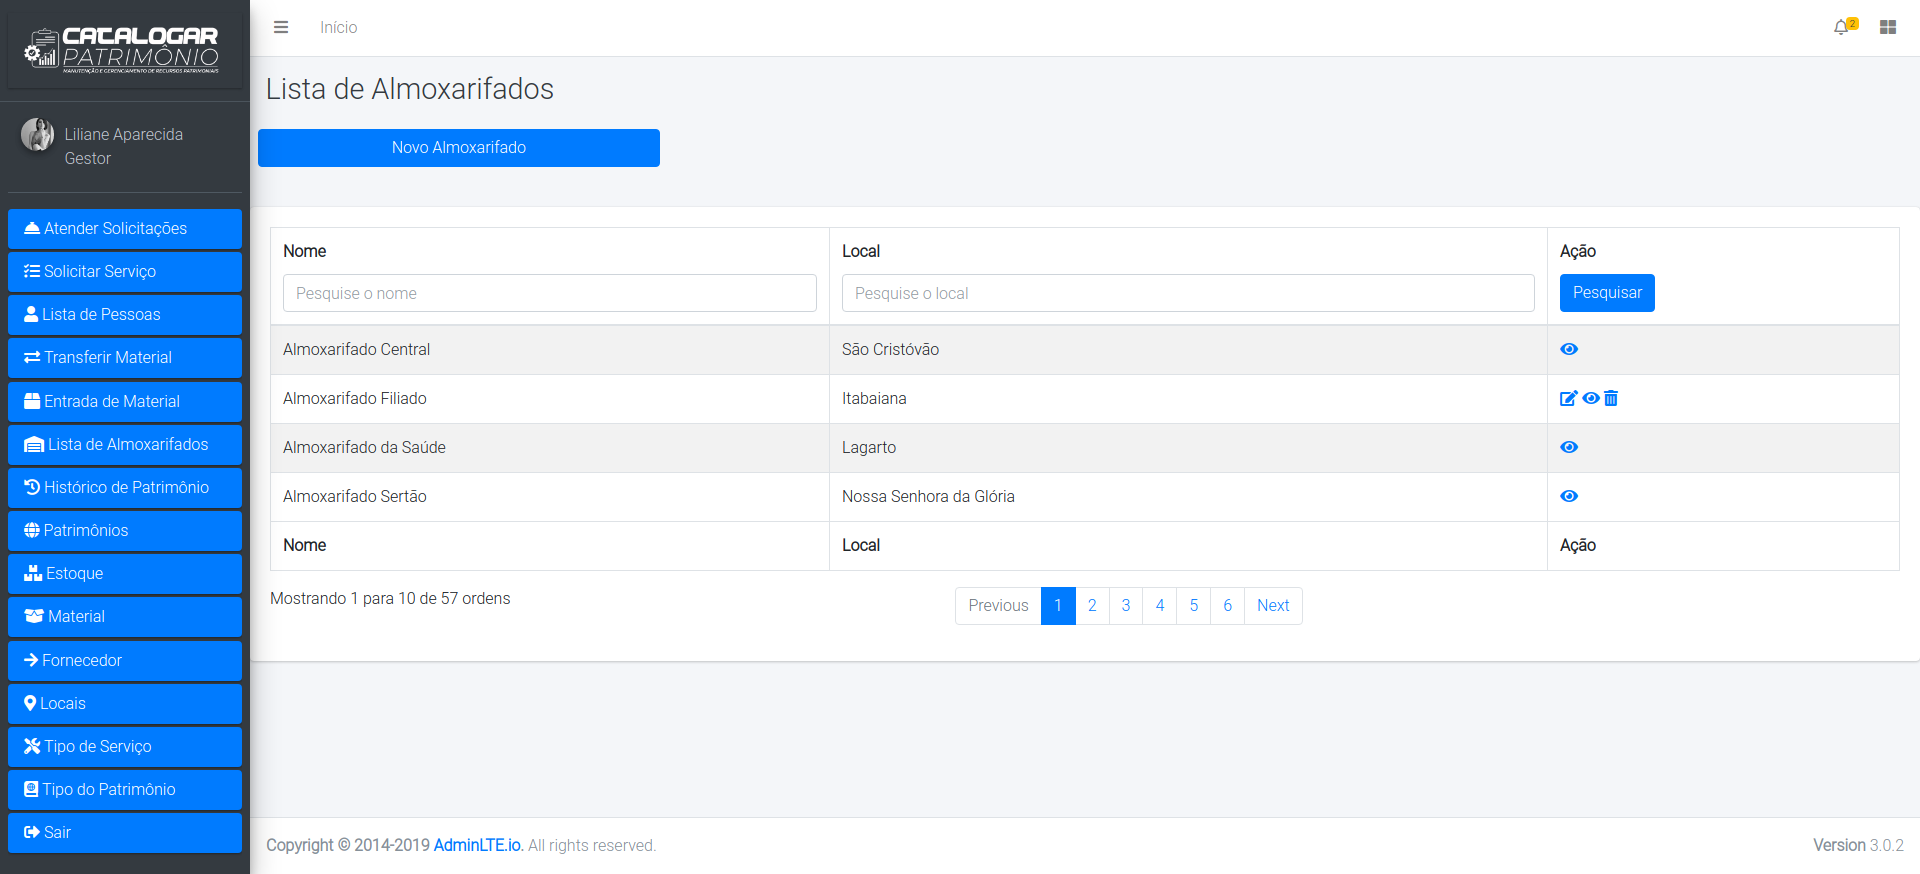 CATALOGAR
PATRIMÔNIO
MANUTENÇÃO E GERENCIAMENTO DE RECURSOS PATRIMONIAIS
Liliane Aparecida
Gestor
Atender Solicitações
Solicitar Serviço
Lista de Pessoas
Transferir Material
Entrada de Material
Lista de Almoxarifados
Histórico de Patrimônio
Patrimônios
Estoque
Material
Fornecedor
Locais
Tipo de Serviço
Tipo do Patrimônio
Sair
Início
2
Lista de Almoxarifados
Novo Almoxarifado
Nome Local Ação
Pesquise o nome Pesquise o local Pesquisar
Almoxarifado Central São Cristóvão
Almoxarifado Filiado Itabaiana
Almoxarifado da Saúde Lagarto
Almoxarifado Sertão Nossa Senhora da Glória
Nome Local Ação
Mostrando 1 para 10 de 57 ordens Previous 1 2 3 4 5 6 Next
Copyright © 2014-2019 AdminLTE.io. All rights reserved. Version 3.0.2